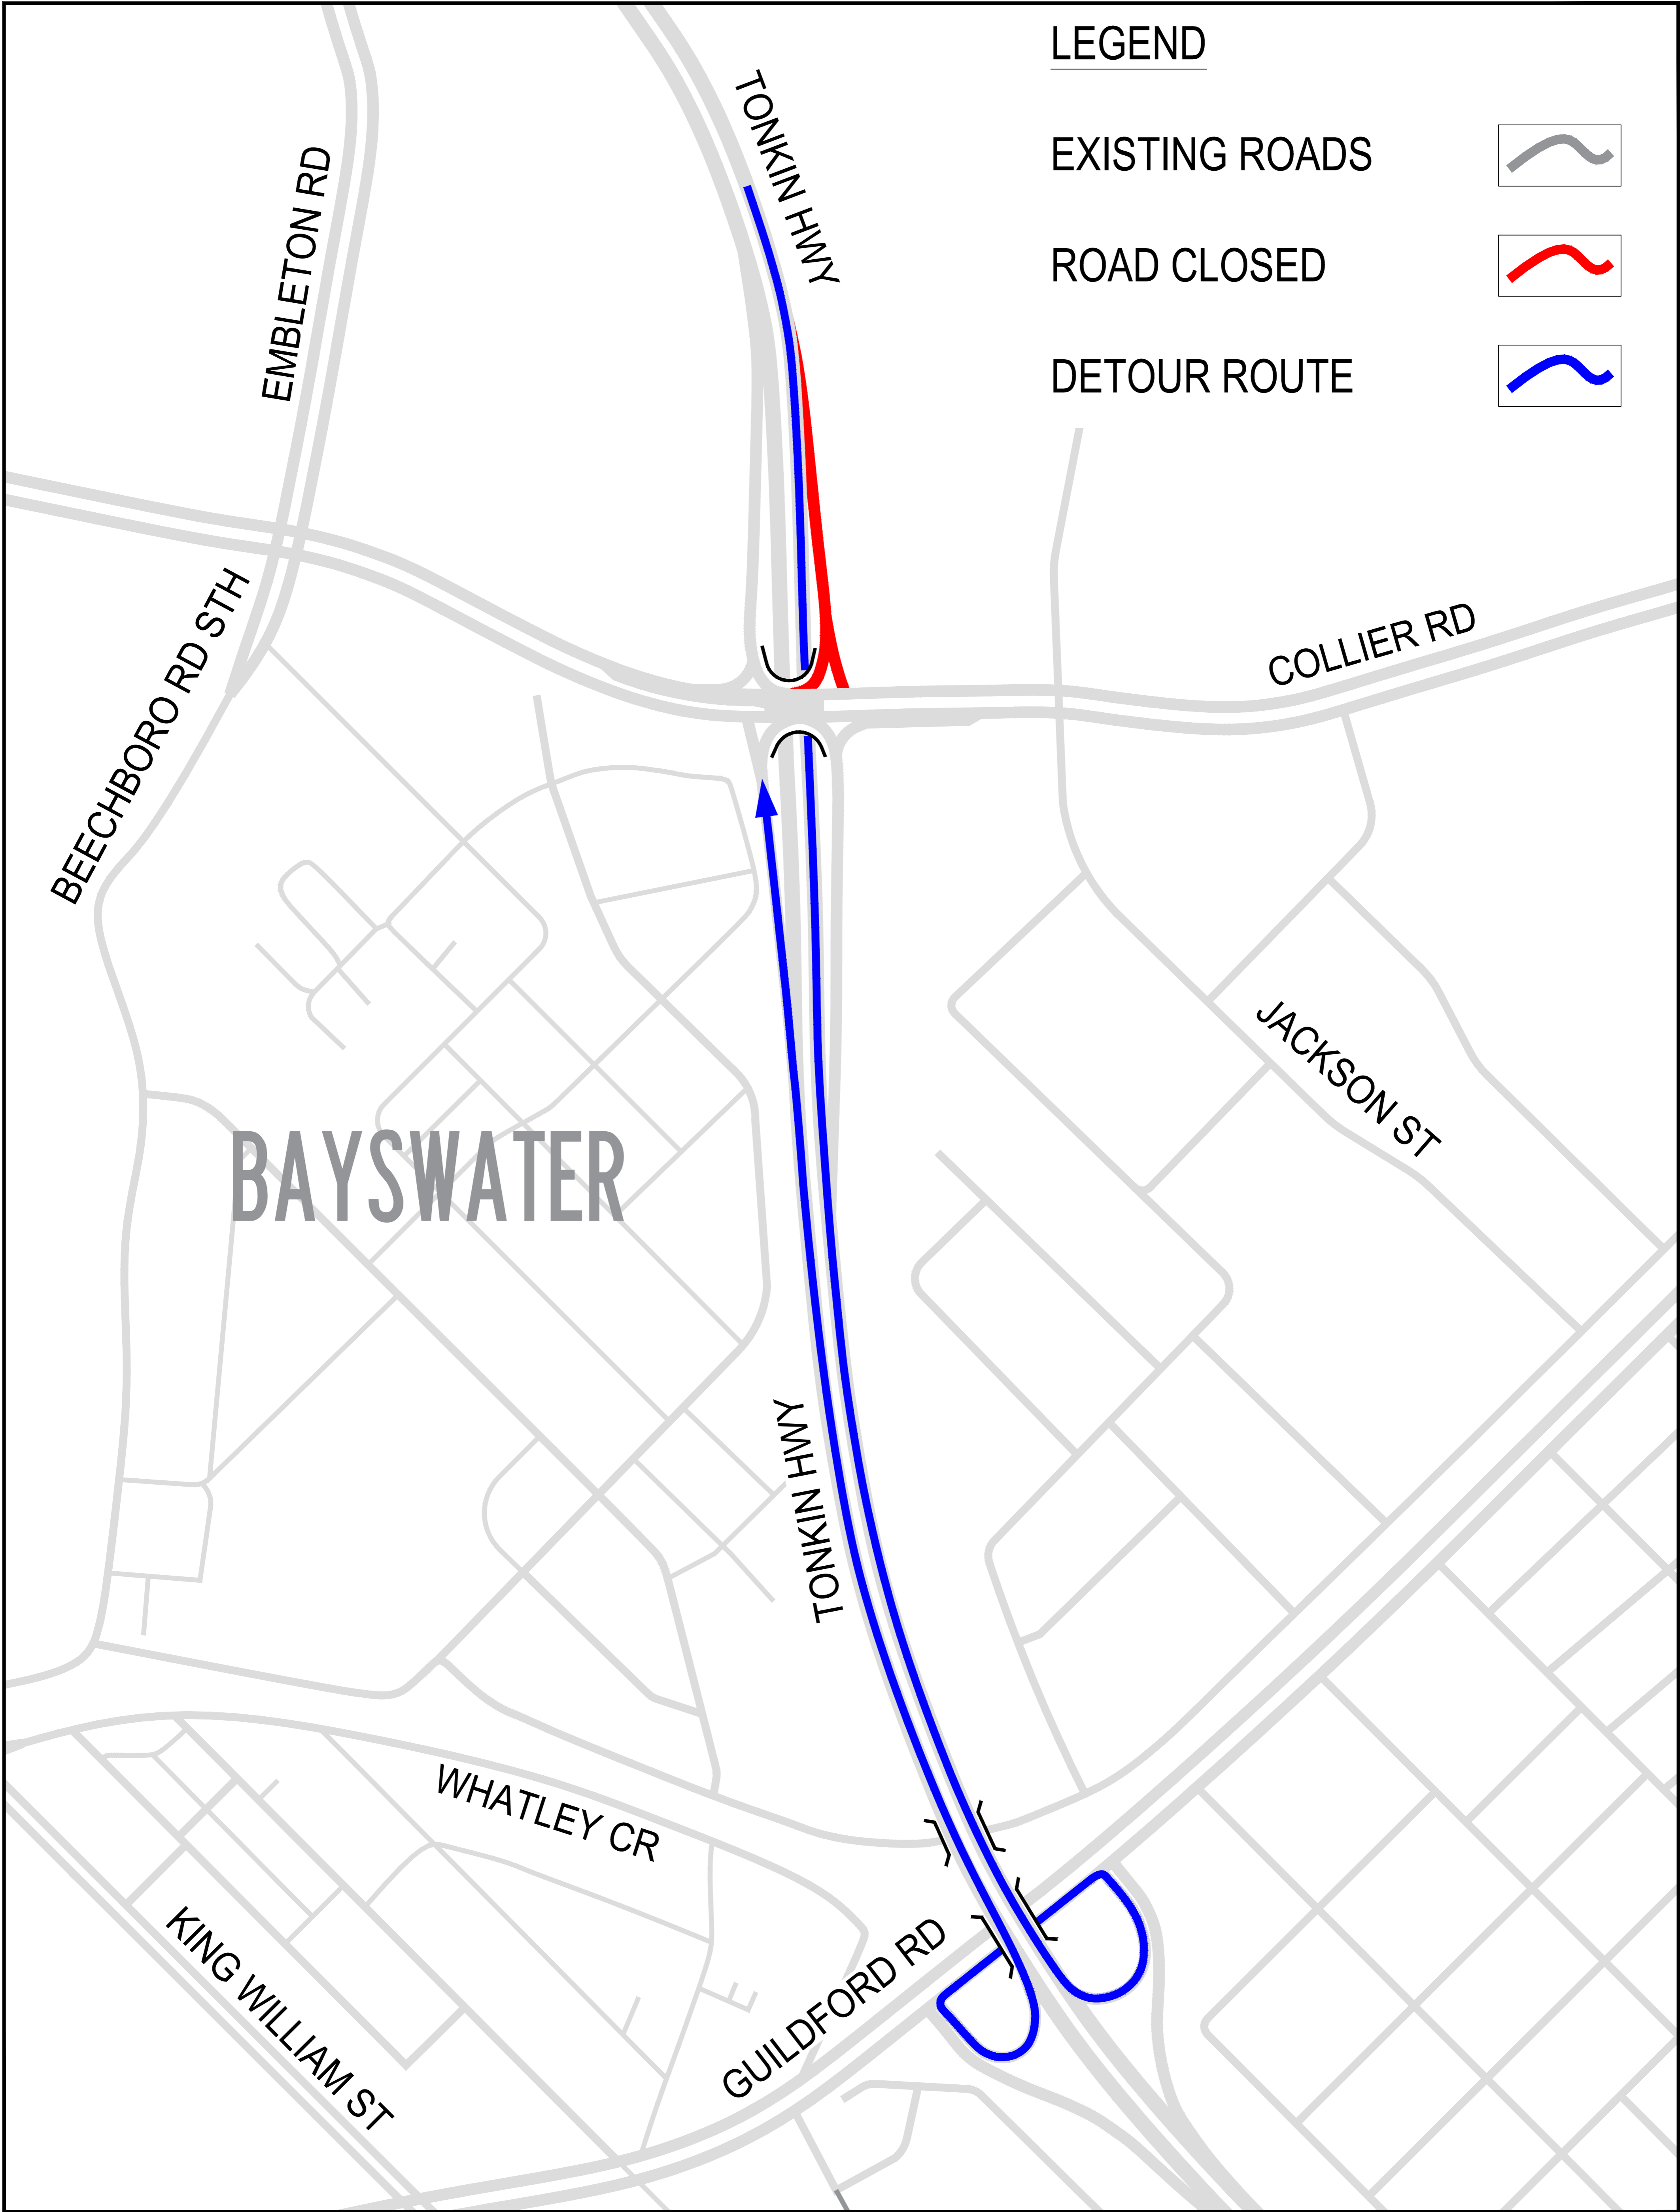 LEGEND
EXISTING ROADS
ROAD CLOSED
DETOUR ROUTE
TONKIN HWY
EMBLETON RD
BEECHBORO RD STH
COLLIER RD
JACKSON ST
BAYSWATER
TONKIN HWY
WHATLEY CR
GUILDFORD RD
KING WILLIAM ST